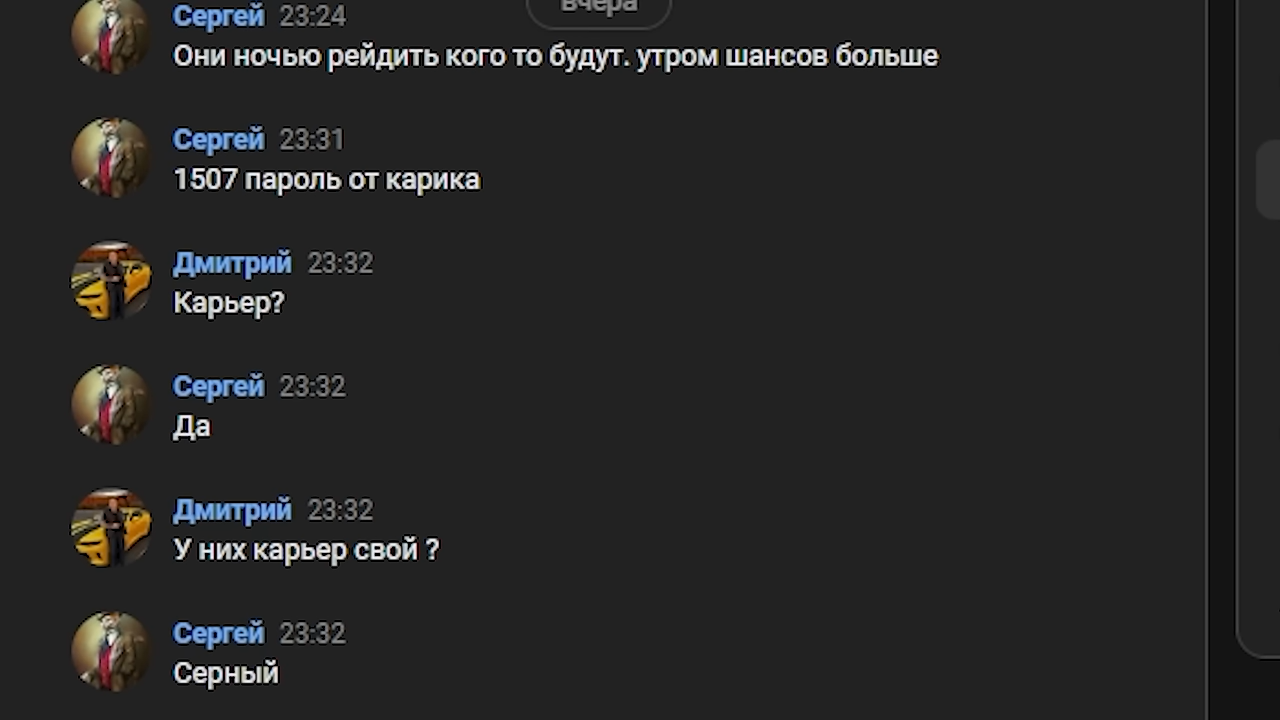 вчера
Сергей 23:24
Они ночью рейдить кого то будут. утром шансов больше
Сергей 23:31
1507 пароль от карика
Дмитрий 23:32
Карьер?
Сергей 23:32
Да
Дмитрий 23:32
У них карьер свой ?
Сергей 23:32
Серный